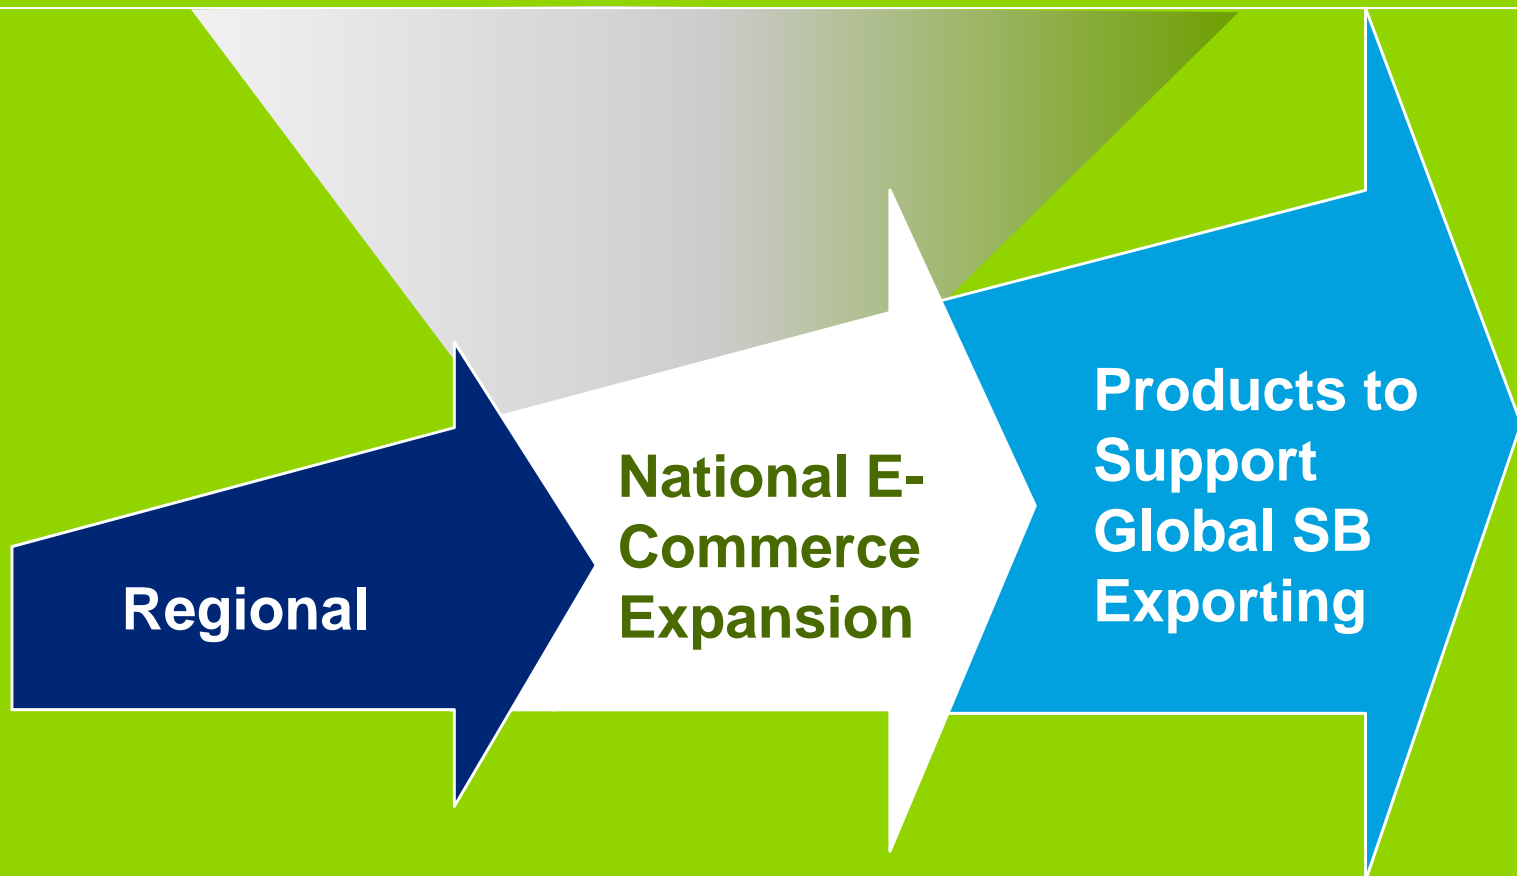 Regional
National E-
Commerce
Expansion
Products to
Support
Global SB
Exporting